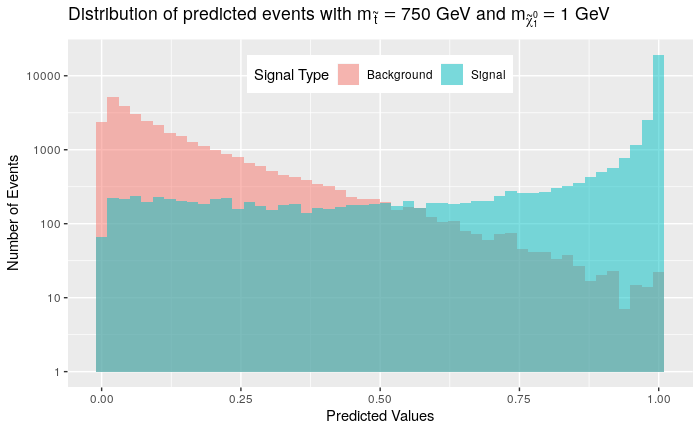 Distribution of predicted events with m_t̃ = 750 GeV and m_χ̃₁⁰ = 1 GeV
Signal Type Background Signal
10000
1000
100
10
1
Number of Events
0.00 0.25 0.50 0.75 1.00
Predicted Values